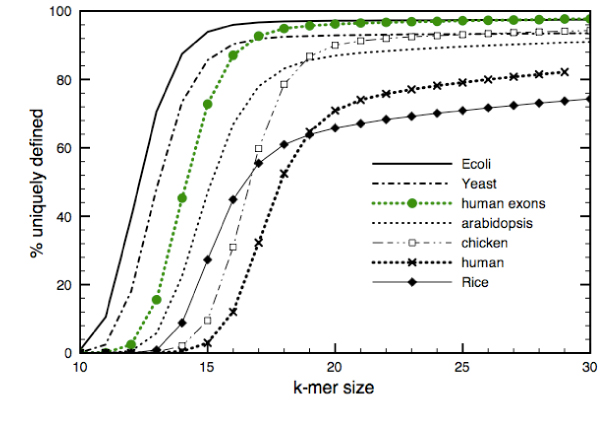 100
80
60
40
20
0
% uniquely defined
Ecoli
Yeast
human exons
arabidopsis
chicken
human
Rice
10 15 20 25 30
k-mer size